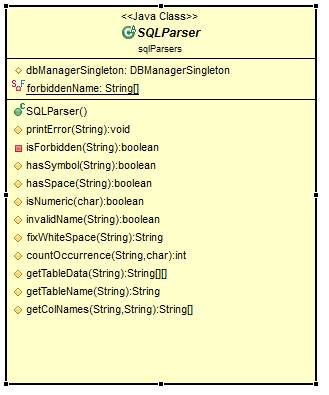 <<Java Class>>
SQLParser
sqlParsers
dbManagerSingleton: DBManagerSingleton
forbiddenName: String[]
SQLParser()
printError(String):void
isForbidden(String):boolean
hasSymbol(String):boolean
hasSpace(String):boolean
isNumeric(char):boolean
invalidName(String):boolean
fixWhiteSpace(String):String
countOccurrence(String,char):int
getTableData(String):String[][]
getTableName(String):String
getColNames(String,String):String[]